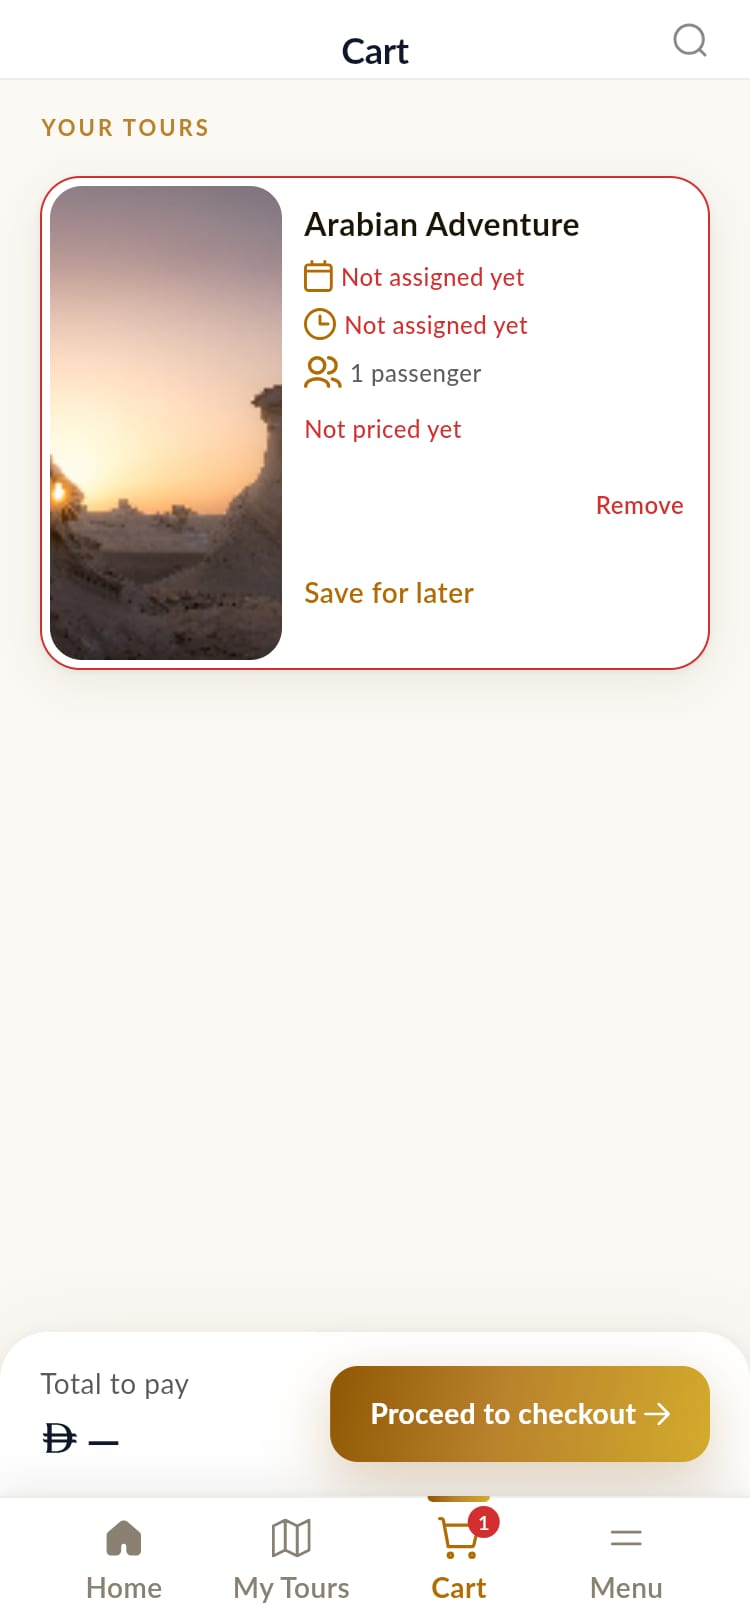 Cart
YOUR TOURS
Arabian Adventure
Not assigned yet
Not assigned yet
1 passenger
Not priced yet
Remove
Save for later
Total to pay
Proceed to checkout →
 —
1
Home
My Tours
Cart
Menu